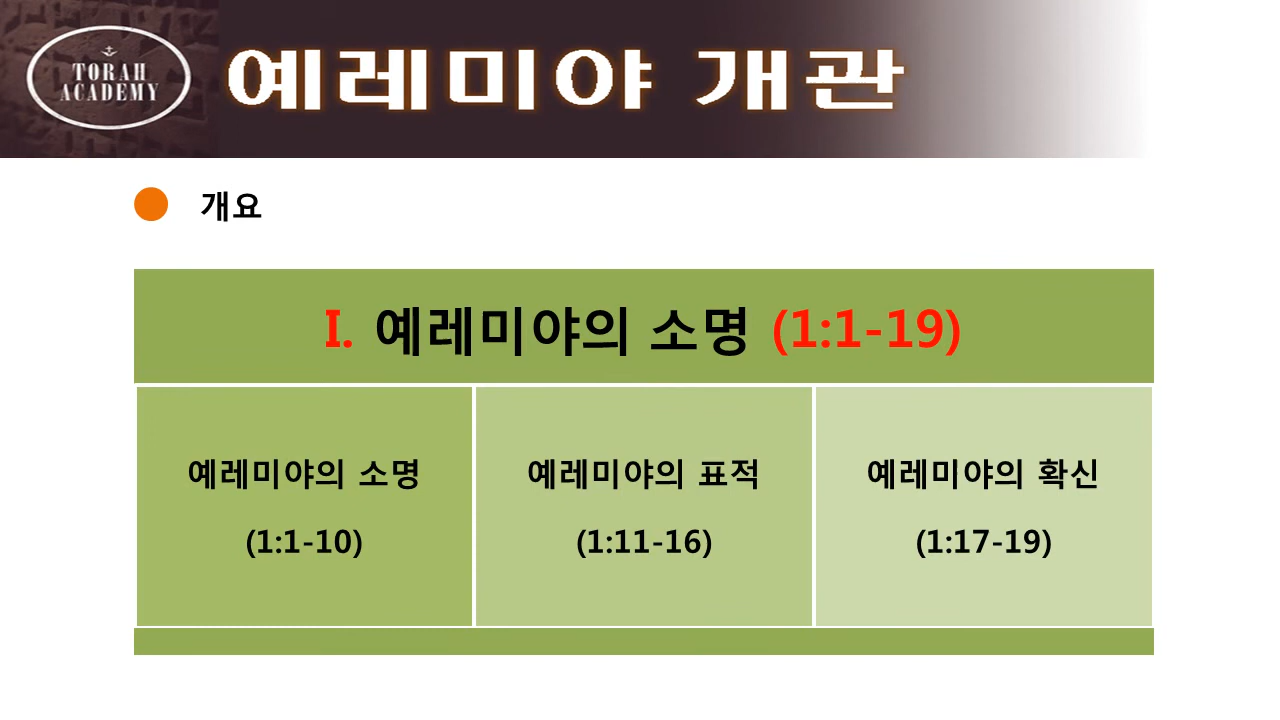 TORAH
ACADEMY
예레미야 개관
개요
I. 예레미야의 소명 (1:1-19)
예레미야의 소명
(1:1-10)
예레미야의 표적
(1:11-16)
예레미야의 확신
(1:17-19)